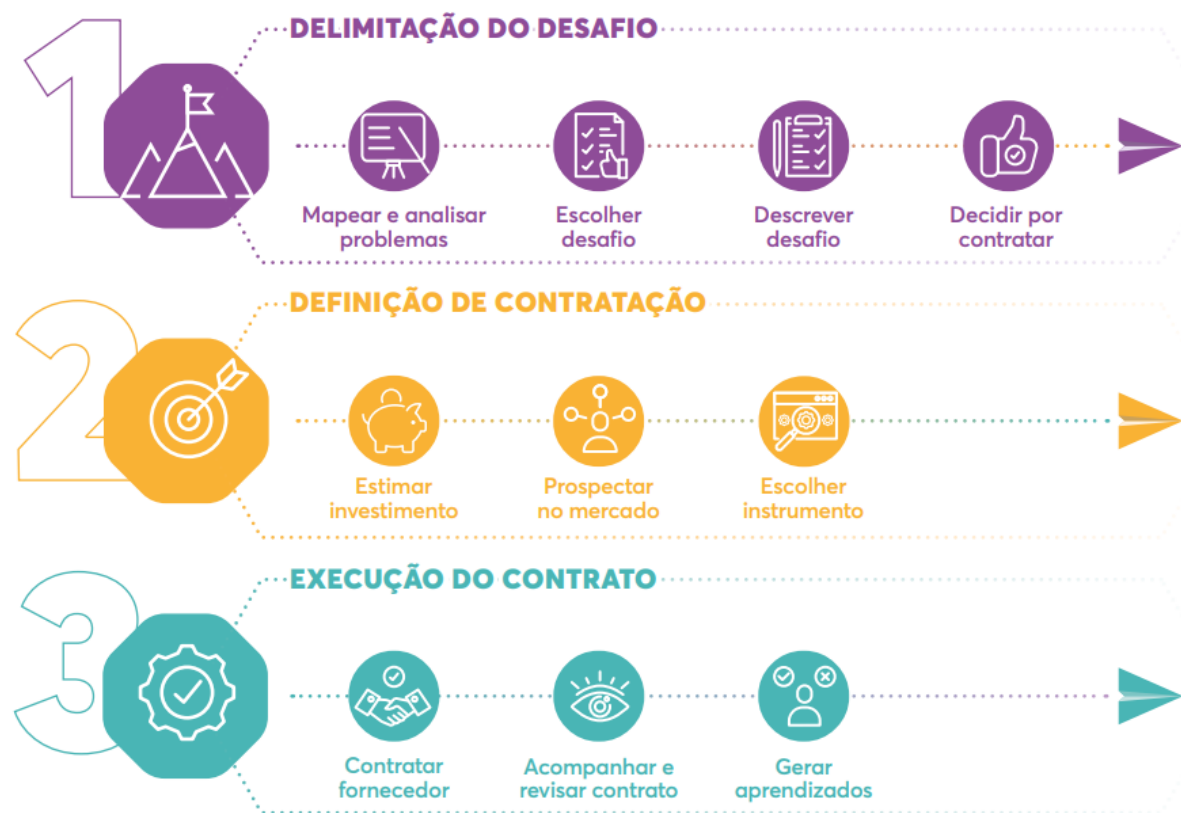 1
DELIMITAÇÃO DO DESAFIO
Mapear e analisar
problemas
Escolher
desafio
Descrever
desafio
Decidir por
contratar
2
DEFINIÇÃO DE CONTRATAÇÃO
Estimar
investimento
Prospectar
no mercado
Escolher
instrumento
3
EXECUÇÃO DO CONTRATO
Contratar
fornecedor
Acompanhar e
revisar contrato
Gerar
aprendizados